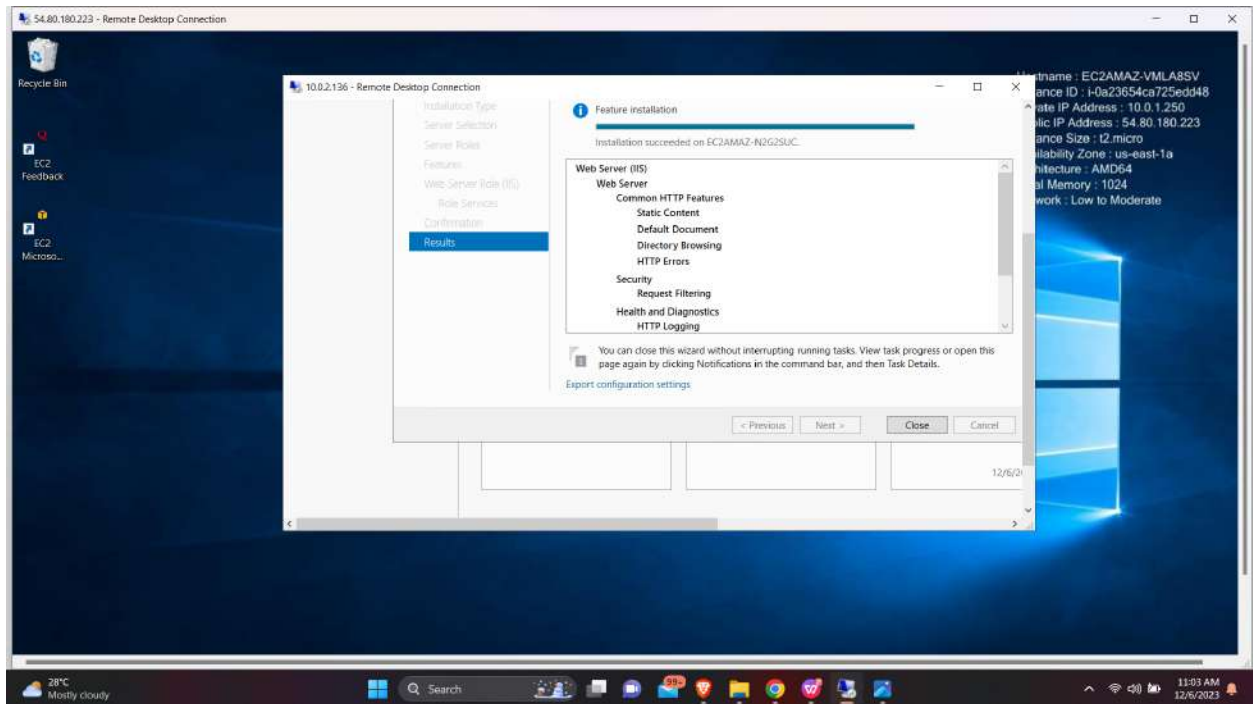 54.80.180.223 - Remote Desktop Connection
Recycle Bin
EC2
Feedback
EC2
Microso...
Hostname : EC2AMAZ-VMLA8SV
ance ID : i-0a23654ca725edd48
vate IP Address : 10.0.1.250
lic IP Address : 54.80.180.223
ance Size : t2.micro
ilability Zone : us-east-1a
hitecture : AMD64
al Memory : 1024
work : Low to Moderate
10.0.2.136 - Remote Desktop Connection
Installation Type
Server Selection
Server Roles
Features
Web Server Role (IIS)
Role Services
Confirmation
Results
Feature installation
Installation succeeded on EC2AMAZ-N2G2SUC.
Web Server (IIS)
Web Server
Common HTTP Features
Static Content
Default Document
Directory Browsing
HTTP Errors
Security
Request Filtering
Health and Diagnostics
HTTP Logging
You can close this wizard without interrupting running tasks. View task progress or open this
page again by clicking Notifications in the command bar, and then Task Details.
Export configuration settings
< Previous
Next >
Close
Cancel
12/6/20
28°C
Mostly cloudy
Search
99+
11:03 AM
12/6/2023